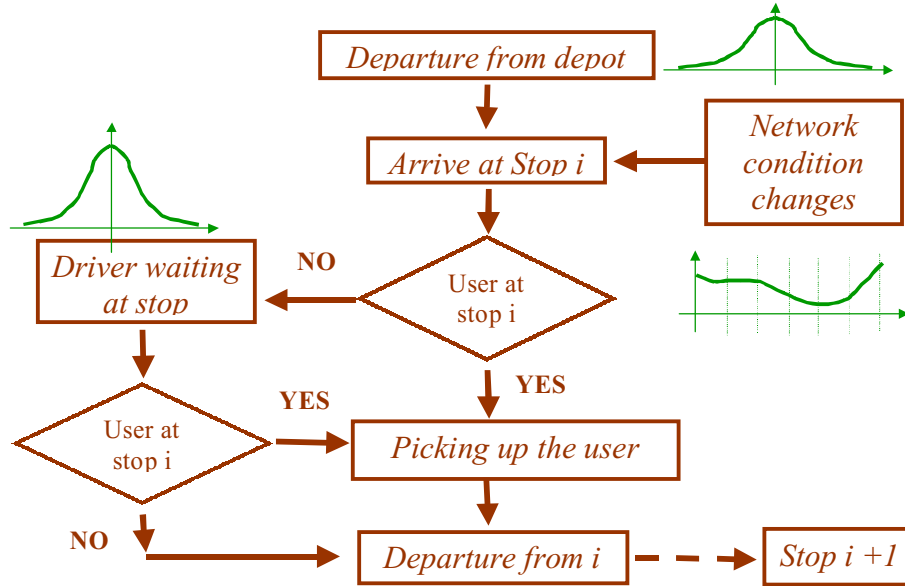 Departure from depot
Network
condition
changes
Arrive at Stop i
NO
Driver waiting
at stop
User at
stop i
YES
YES
User at
stop i
Picking up the user
NO
Departure from i
Stop i +1